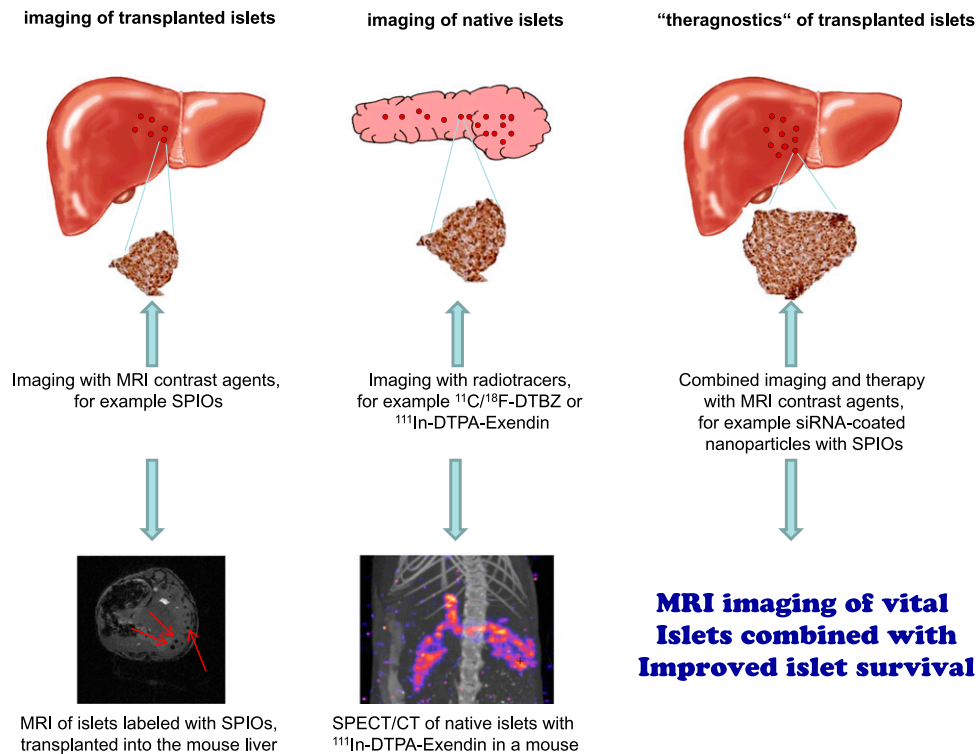 imaging of transplanted islets
imaging of native islets
“theragnostics“ of transplanted islets
Imaging with MRI contrast agents,
for example SPIOs
Imaging with radiotracers,
for example ¹¹C/¹⁸F-DTBZ or
¹¹¹In-DTPA-Exendin
Combined imaging and therapy
with MRI contrast agents,
for example siRNA-coated
nanoparticles with SPIOs
MRI of islets labeled with SPIOs,
transplanted into the mouse liver
SPECT/CT of native islets with
¹¹¹In-DTPA-Exendin in a mouse
MRI imaging of vital
Islets combined with
Improved islet survival